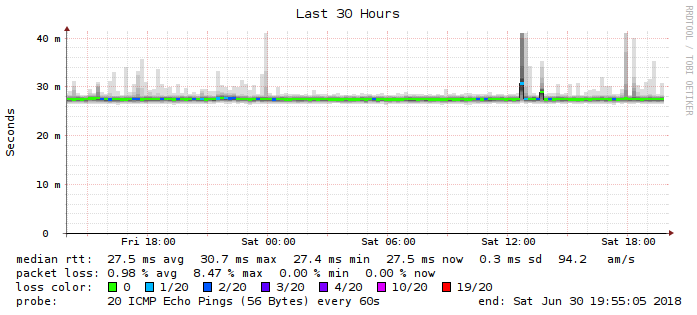 Last 30 Hours
RRDTOOL / TOBI OETIKER
Seconds
40 m
30 m
20 m
10 m
0
Fri 18:00 Sat 00:00 Sat 06:00 Sat 12:00 Sat 18:00
median rtt: 27.5 ms avg 30.7 ms max 27.4 ms min 27.5 ms now 0.3 ms sd 94.2 am/s
packet loss: 0.98 % avg 8.47 % max 0.00 % min 0.00 % now
loss color: 0 1/20 2/20 3/20 4/20 10/20 19/20
probe: 20 ICMP Echo Pings (56 Bytes) every 60s end: Sat Jun 30 19:55:05 2018